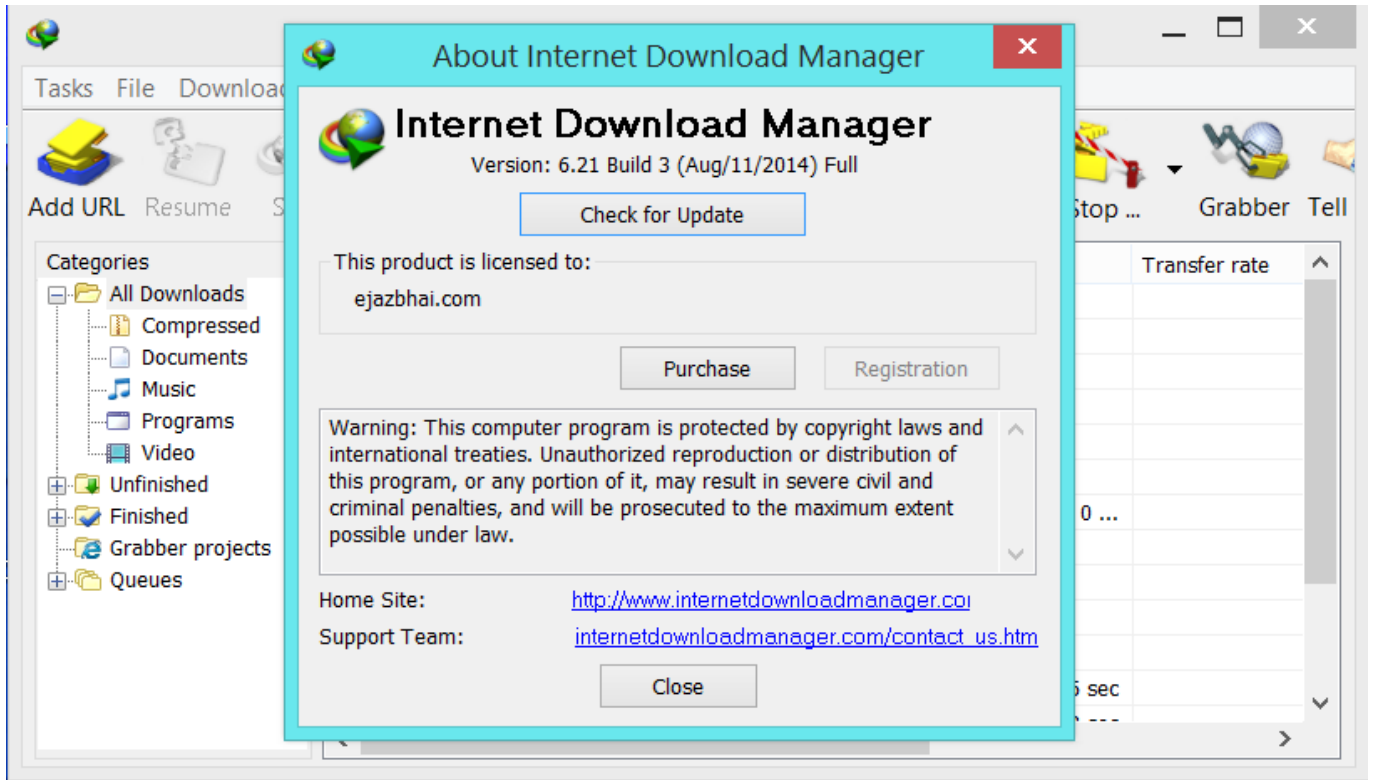 About Internet Download Manager
Tasks File Download
Internet Download Manager
Version: 6.21 Build 3 (Aug/11/2014) Full
Add URL Resume S
Check for Update
Stop ... Grabber Tell
Categories
This product is licensed to:
Transfer rate
All Downloads
ejazbhai.com
Compressed
Documents
Purchase Registration
Music
Programs
Video
Unfinished
Finished
Grabber projects
Queues
Warning: This computer program is protected by copyright laws and
international treaties. Unauthorized reproduction or distribution of
this program, or any portion of it, may result in severe civil and
criminal penalties, and will be prosecuted to the maximum extent
possible under law.
0 ...
Home Site: http://www.internetdownloadmanager.co
Support Team: internetdownloadmanager.com/contact_us.htm
Close
sec